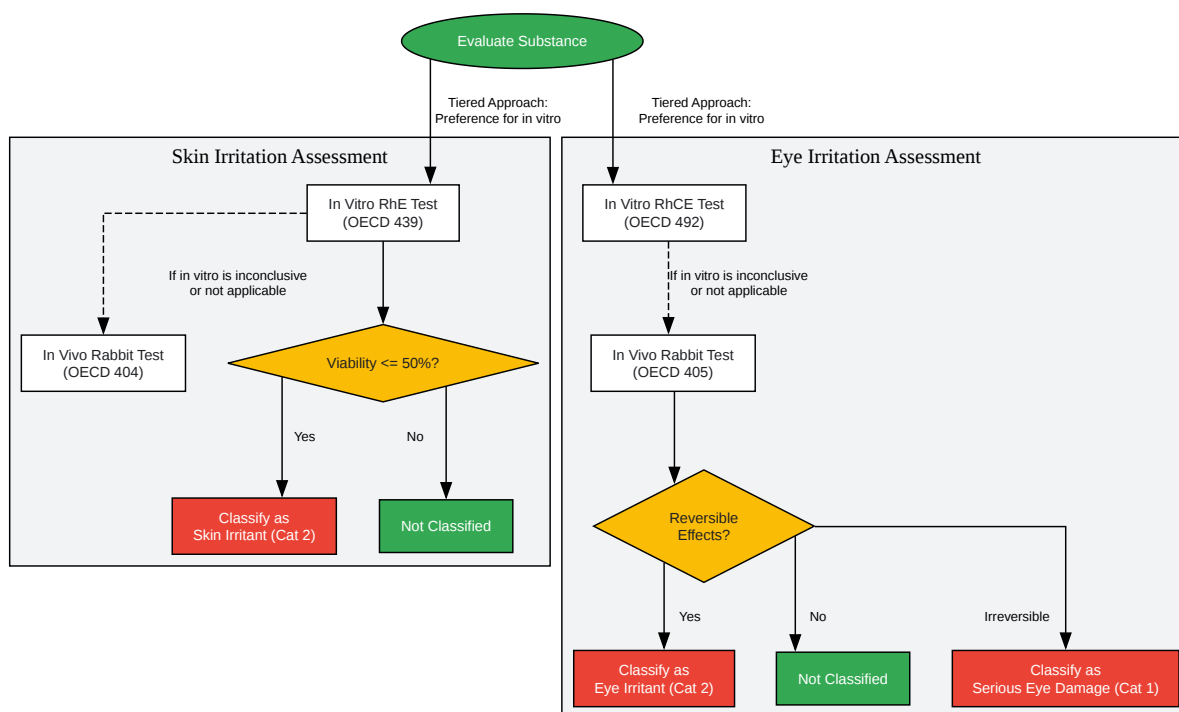 Evaluate Substance
Tiered Approach:
Preference for in vitro
Tiered Approach:
Preference for in vitro
Skin Irritation Assessment
In Vitro RhE Test
(OECD 439)
If in vitro is inconclusive
or not applicable
In Vivo Rabbit Test
(OECD 404)
Viability <= 50%?
Yes
No
Classify as
Skin Irritant (Cat 2)
Not Classified
Eye Irritation Assessment
In Vitro RhCE Test
(OECD 492)
If in vitro is inconclusive
or not applicable
In Vivo Rabbit Test
(OECD 405)
Reversible
Effects?
Yes
No
Irreversible
Classify as
Eye Irritant (Cat 2)
Not Classified
Classify as
Serious Eye Damage (Cat 1)